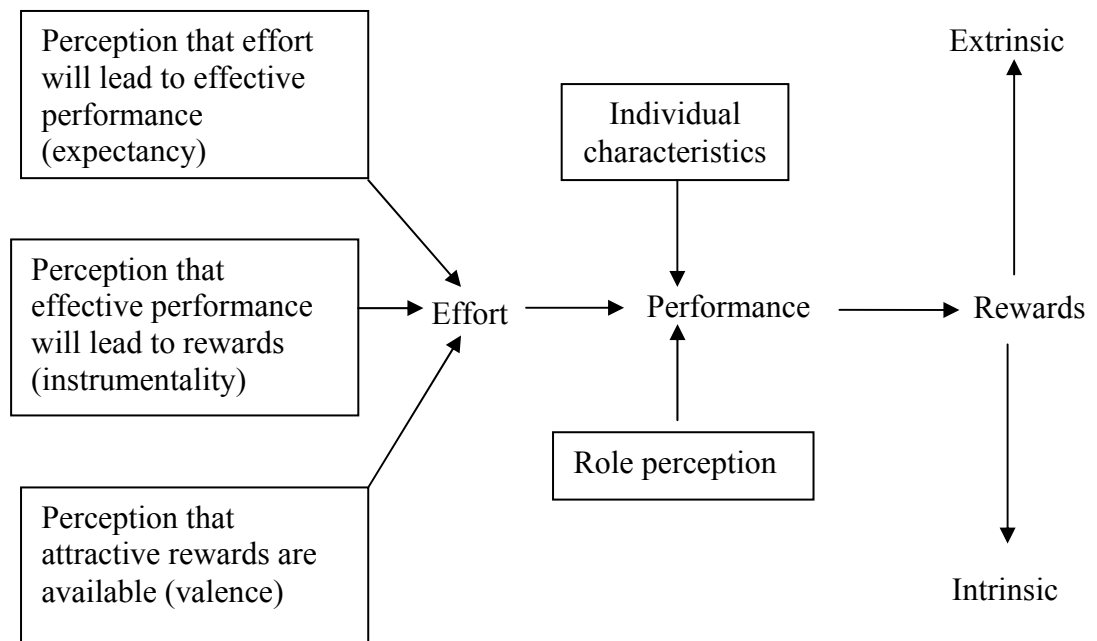 Perception that effort
will lead to effective
performance
(expectancy)
Perception that
effective performance
will lead to rewards
(instrumentality)
Perception that
attractive rewards are
available (valence)
Effort
Individual
characteristics
Performance
Role perception
Extrinsic
Rewards
Intrinsic